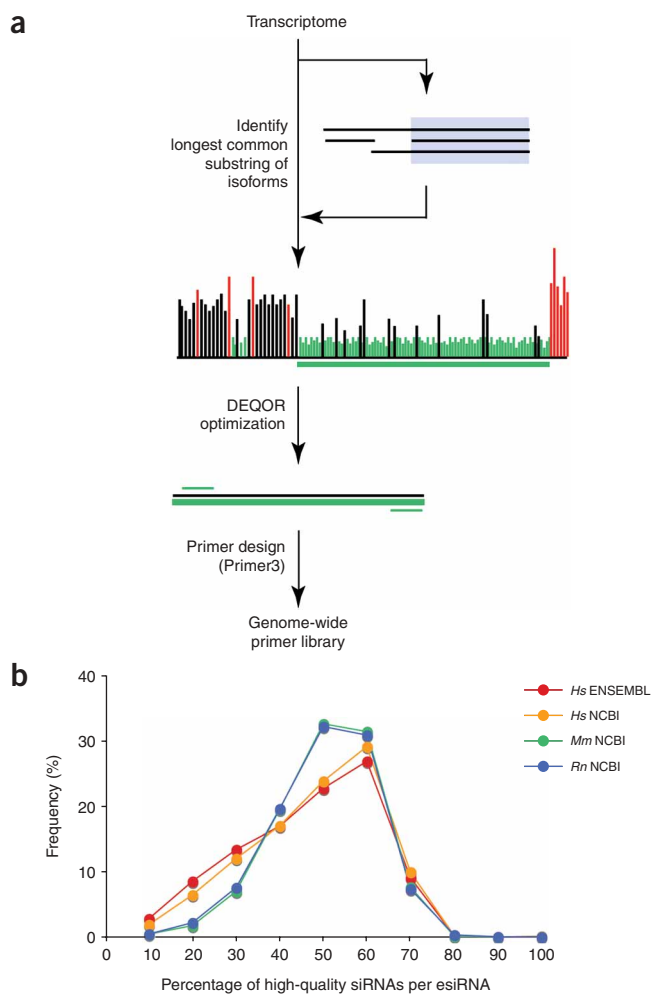 a
Transcriptome
Identify
longest common
substring of
isoforms
DEQOR
optimization
Primer design
(Primer3)
Genome-wide
primer library
b
40
30
20
10
0
Frequency (%)
0 10 20 30 40 50 60 70 80 90 100
Percentage of high-quality siRNAs per esiRNA
Hs ENSEMBL
Hs NCBI
Mm NCBI
Rn NCBI